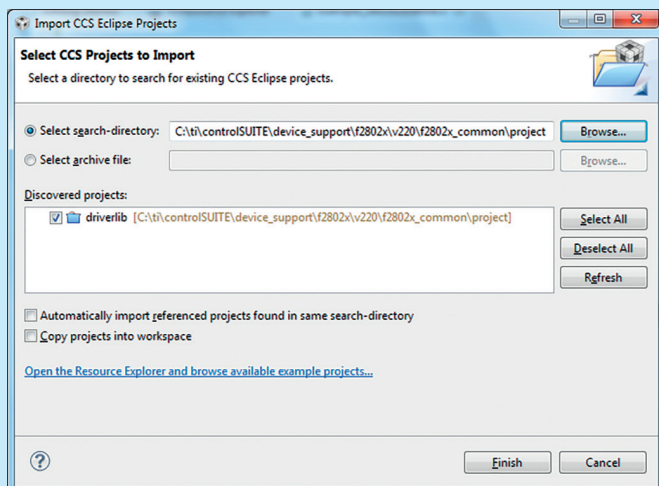 Import CCS Eclipse Projects
Select CCS Projects to Import
Select a directory to search for existing CCS Eclipse projects.
Select search-directory: C:\ti\controlSUITE\device_support\f2802x\v220\f2802x_common\project Browse...
Select archive file: Browse...
Discovered projects:
driverlib [C:\ti\controlSUITE\device_support\f2802x\v220\f2802x_common\project]
Select All
Deselect All
Refresh
Automatically import referenced projects found in same search-directory
Copy projects into workspace
Open the Resource Explorer and browse available example projects...
? Finish Cancel